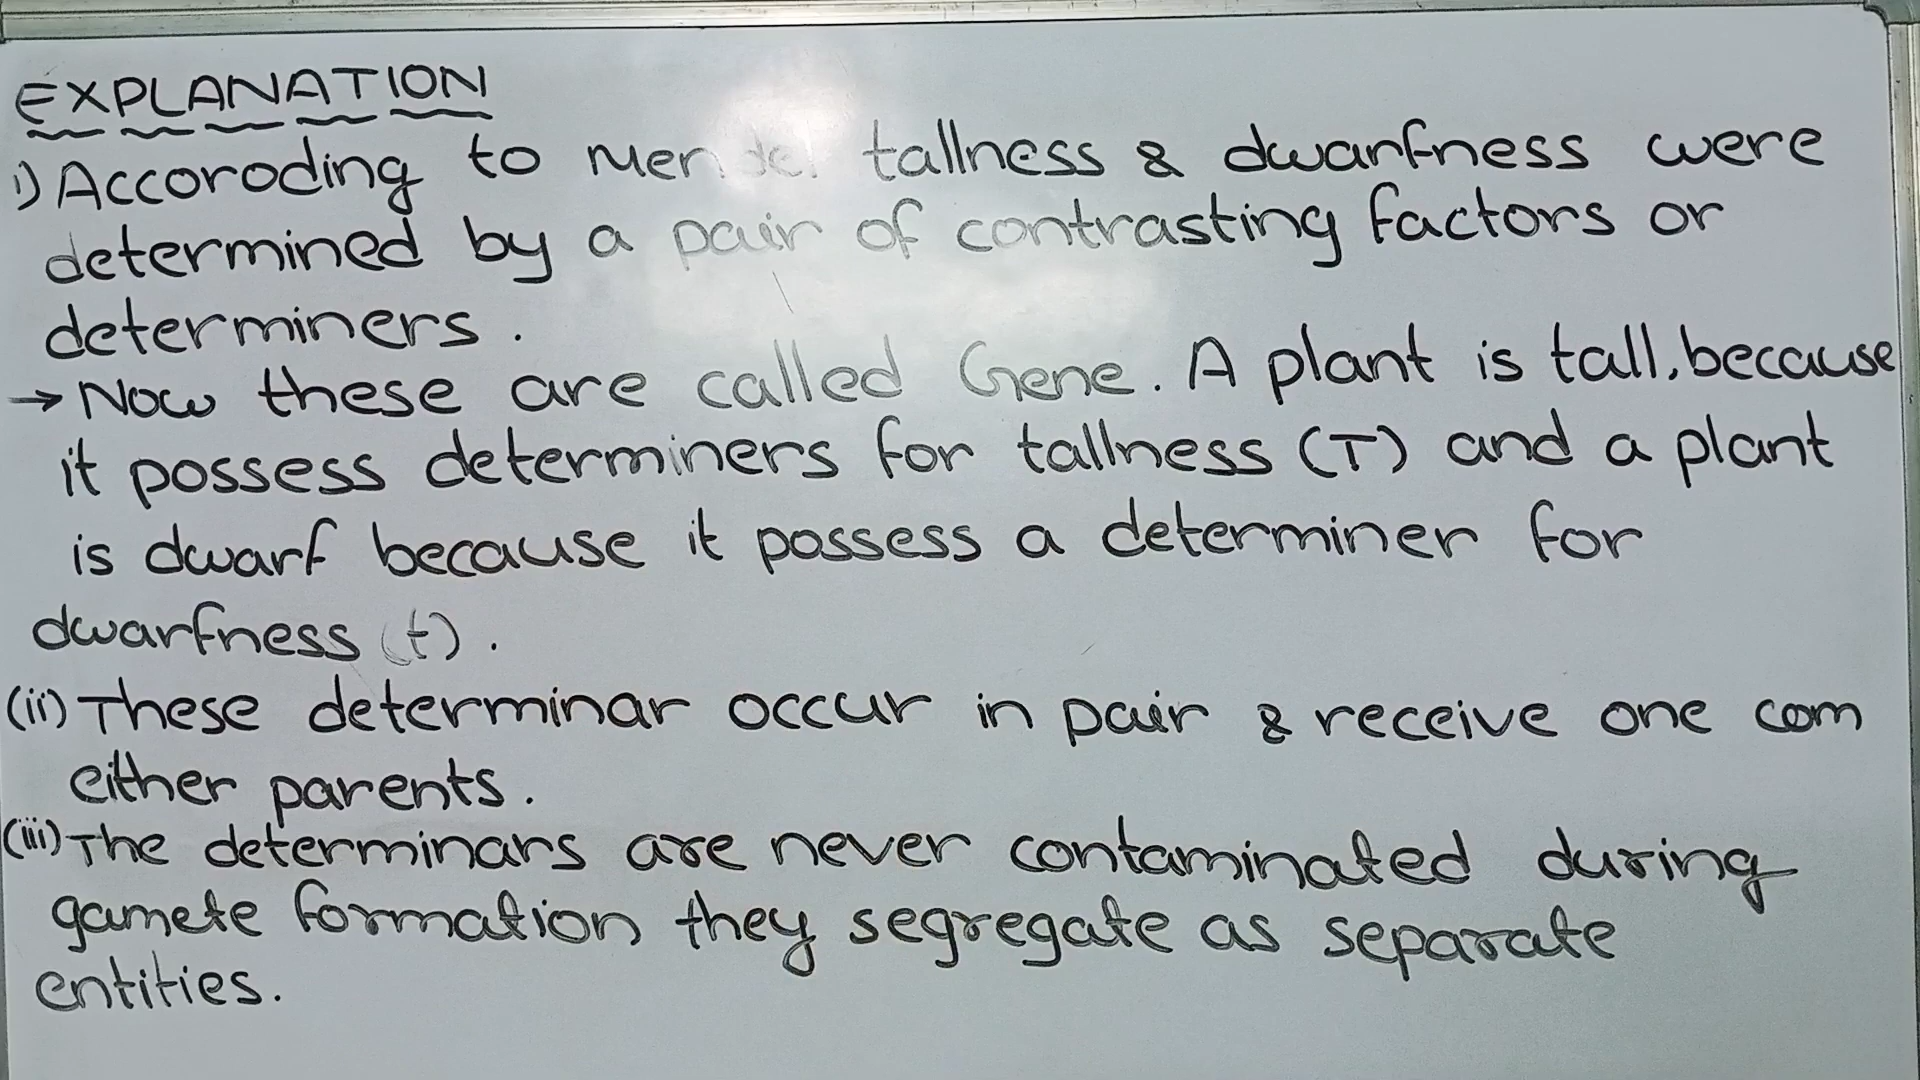 EXPLANATION
i) Accoroding to Mendel tallness & dwarfness were
determined by a pair of contrasting factors or
determiners.
→ Now these are called Gene. A plant is tall, because
it possess determiners for tallness (T) and a plant
is dwarf because it possess a determiner for
dwarfness (t).
(ii) These determinar occur in pair & receive one com
either parents.
(iii) The determinars are never contaminated during
gamete formation they segregate as separate
entities.